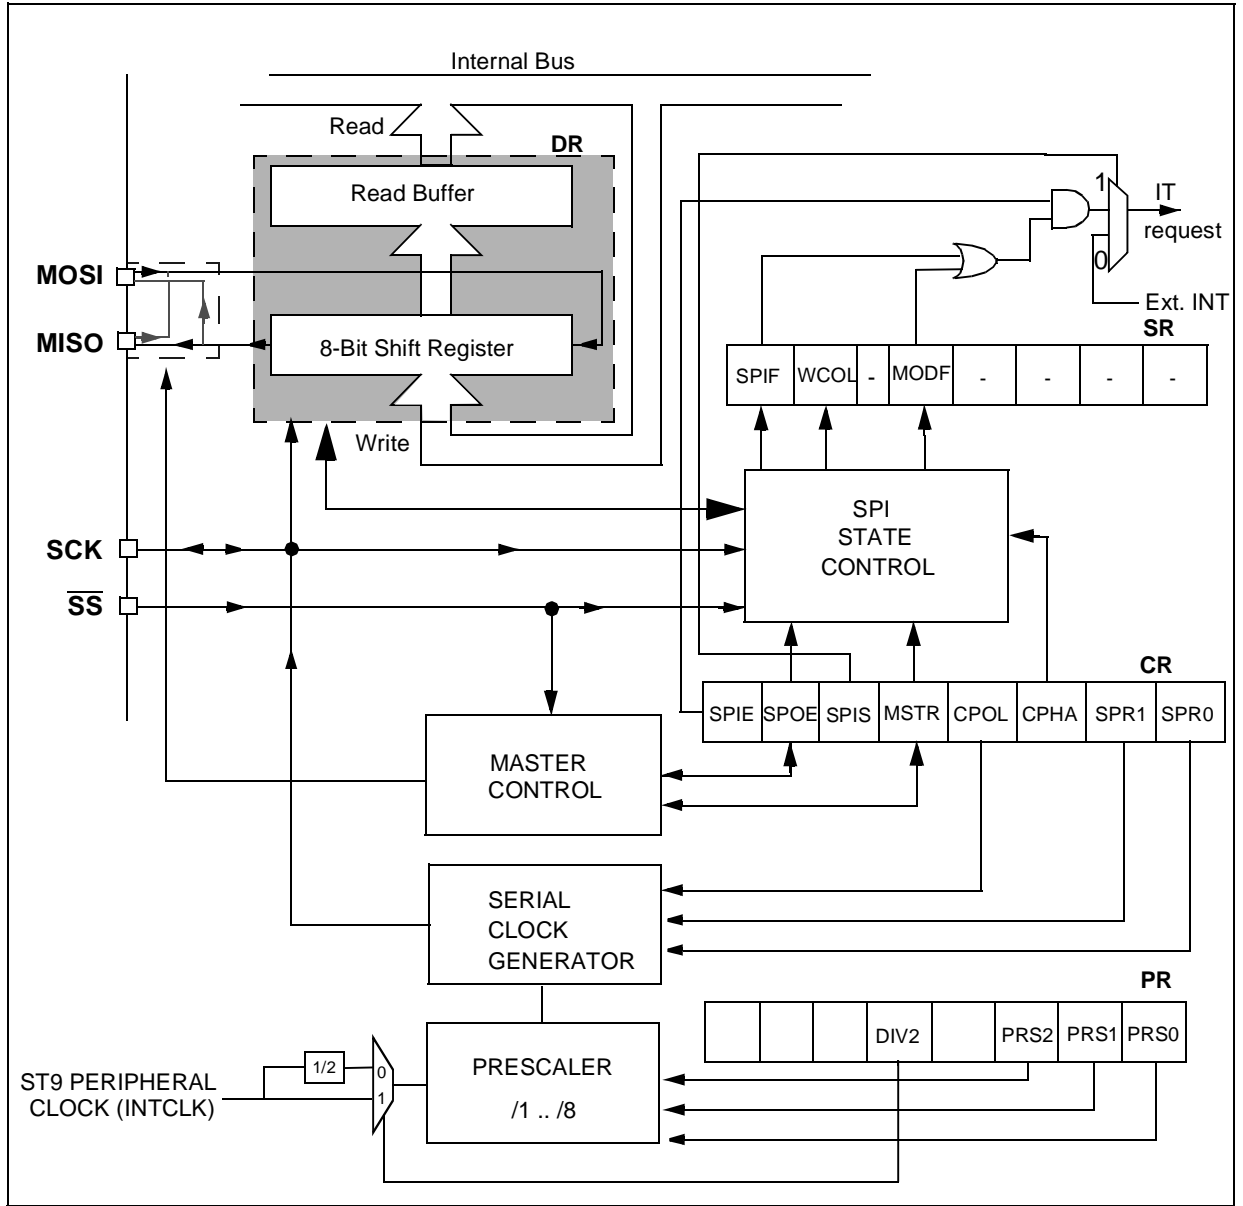 Internal Bus
Read
DR
Read Buffer
1
IT
request
MOSI
0
Ext. INT
MISO
8-Bit Shift Register
SR
SPIF WCOL - MODF - - - -
Write
SPI
STATE
CONTROL
SCK
SS
CR
SPIE SPOE SPIS MSTR CPOL CPHA SPR1 SPR0
MASTER
CONTROL
SERIAL
CLOCK
GENERATOR
PR
DIV2 PRS2 PRS1 PRS0
1/2
0
1
ST9 PERIPHERAL
CLOCK (INTCLK)
PRESCALER
/1 .. /8